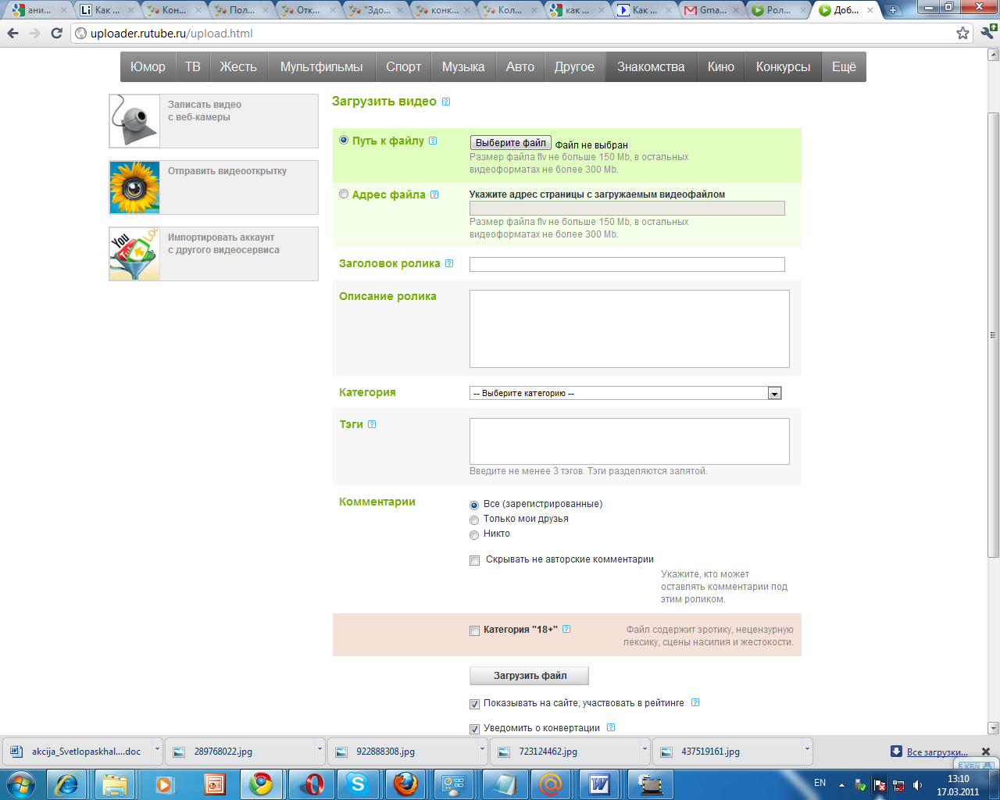 ани...
Как ...
Кон...
Пол...
Отк...
"Здо...
конк...
Кол...
как ...
Как ...
Gma...
Рол...
Доб...
uploader.rutube.ru/upload.html
Юмор ТВ Жесть Мультфильмы Спорт Музыка Авто Другое Знакомства Кино Конкурсы Ещё
Записать видео
с веб-камеры
Отправить видеооткрытку
Импортировать аккаунт
с другого видеосервиса
Загрузить видео ?
Путь к файлу ? Выберите файл Файл не выбран
Размер файла flv не больше 150 Mb, в остальных
видеоформатах не более 300 Mb.
Адрес файла ? Укажите адрес страницы с загружаемым видеофайлом
Размер файла flv не больше 150 Mb, в остальных
видеоформатах не более 300 Mb.
Заголовок ролика ?
Описание ролика
Категория -- Выберите категорию --
Тэги ?
Введите не менее 3 тэгов. Тэги разделяются запятой.
Комментарии
Все (зарегистрированные)
Только мои друзья
Никто
Скрывать не авторские комментарии
Укажите, кто может
оставлять комментарии под
этим роликом.
Категория "18+" ?
Файл содержит эротику, нецензурную
лексику, сцены насилия и жестокости.
Загрузить файл
Показывать на сайте, участвовать в рейтинге ?
Уведомить о конвертации ?
akcija_Svetlopaskhal....doc 289768022.jpg 922888308.jpg 723124462.jpg 437519161.jpg Все загрузки...
EN
13:10
17.03.2011